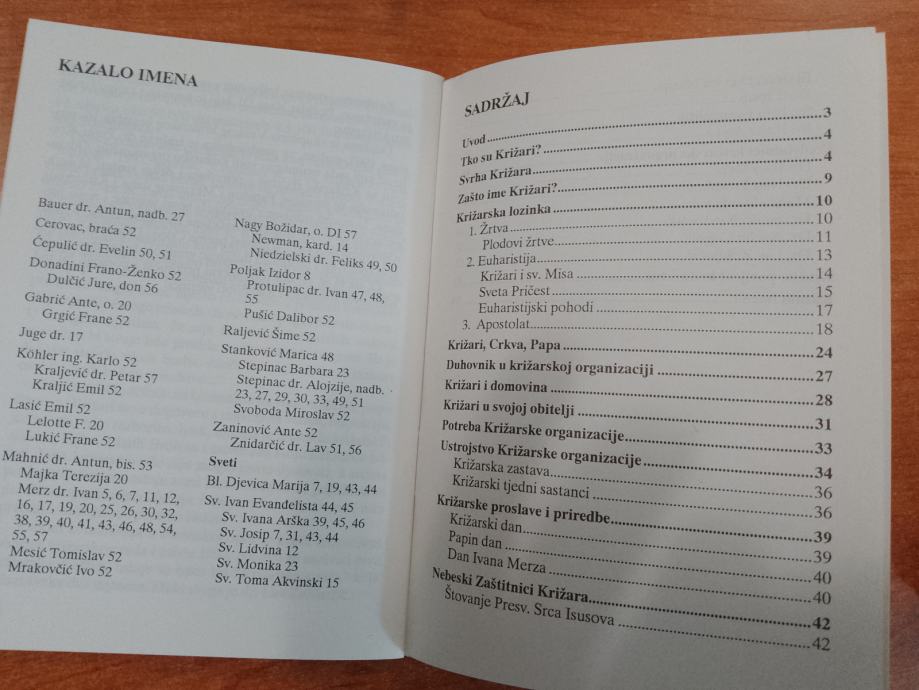 KAZALO IMENA
Bauer dr. Antun, nadb. 27
Cerovac, braća 52
Ćepulić dr. Evelin 50, 51
Donadini Frano-Ženko 52
Dulčić Jure, don 56
Gabrić Ante, o. 20
Grgić Frane 52
Juge dr. 17
Köhler ing. Karlo 52
Kraljević dr. Petar 57
Kraljić Emil 52
Lasić Emil 52
Lelotte F. 20
Lukić Frane 52
Mahnić dr. Antun, bis. 53
Majka Terezija 20
Merz dr. Ivan 5, 6, 7, 11, 12,
16, 17, 19, 20, 25, 26, 30, 32,
38, 39, 40, 41, 43, 46, 48, 54,
55, 57
Mesić Tomislav 52
Mrakovčić Ivo 52
Nagy Božidar, o. DI 57
Newman, kard. 14
Niedzielski dr. Feliks 49, 50
Poljak Izidor 8
Protulipac dr. Ivan 47, 48,
55
Pušić Dalibor 52
Raljević Šime 52
Stanković Marica 48
Stepinac Barbara 23
Stepinac dr. Alojzije, nadb.
23, 27, 29, 30, 33, 49, 51
Svoboda Miroslav 52
Zaninović Ante 52
Znidarčić dr. Lav 51, 56
Sveti
Bl. Djevica Marija 7, 19, 43, 44
Sv. Ivan Evanđelista 44, 45
Sv. Ivana Arška 39, 45, 46
Sv. Josip 7, 31, 43, 44
Sv. Lidvina 12
Sv. Monika 23
Sv. Toma Akvinski 15
SADRŽAJ
Uvod 3
Tko su Križari? 4
Svrha Križara 4
Zašto ime Križari? 9
Križarska lozinka 10
1. Žrtva 10
Plodovi žrtve 11
2. Euharistija 13
Križari i sv. Misa 14
Sveta Pričest 15
Euharistijski pohodi 17
3. Apostolat 18
Križari, Crkva, Papa 24
Duhovnik u križarskoj organizaciji 27
Križari i domovina 28
Križari u svojoj obitelji 31
Potreba Križarske organizacije 33
Ustrojstvo Križarske organizacije 34
Križarska zastava 36
Križarski tjedni sastanci 36
Križarske proslave i priredbe 39
Križarski dan 39
Papin dan 40
Dan Ivana Merza 40
Nebeski Zaštitnici Križara 42
Štovanje Presv. Srca Isusova 42